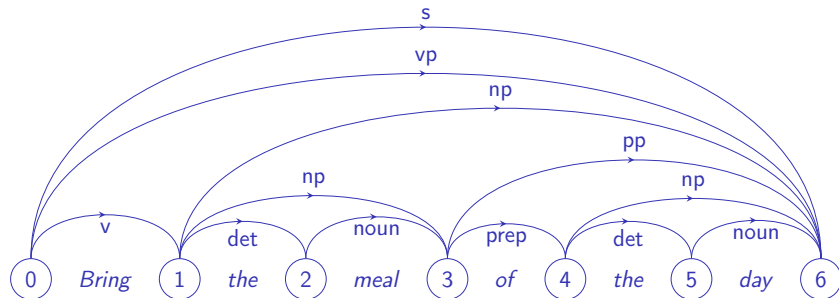 s
vp
np
pp
np
np
v
det
noun
prep
det
noun
0 Bring 1 the 2 meal 3 of 4 the 5 day 6